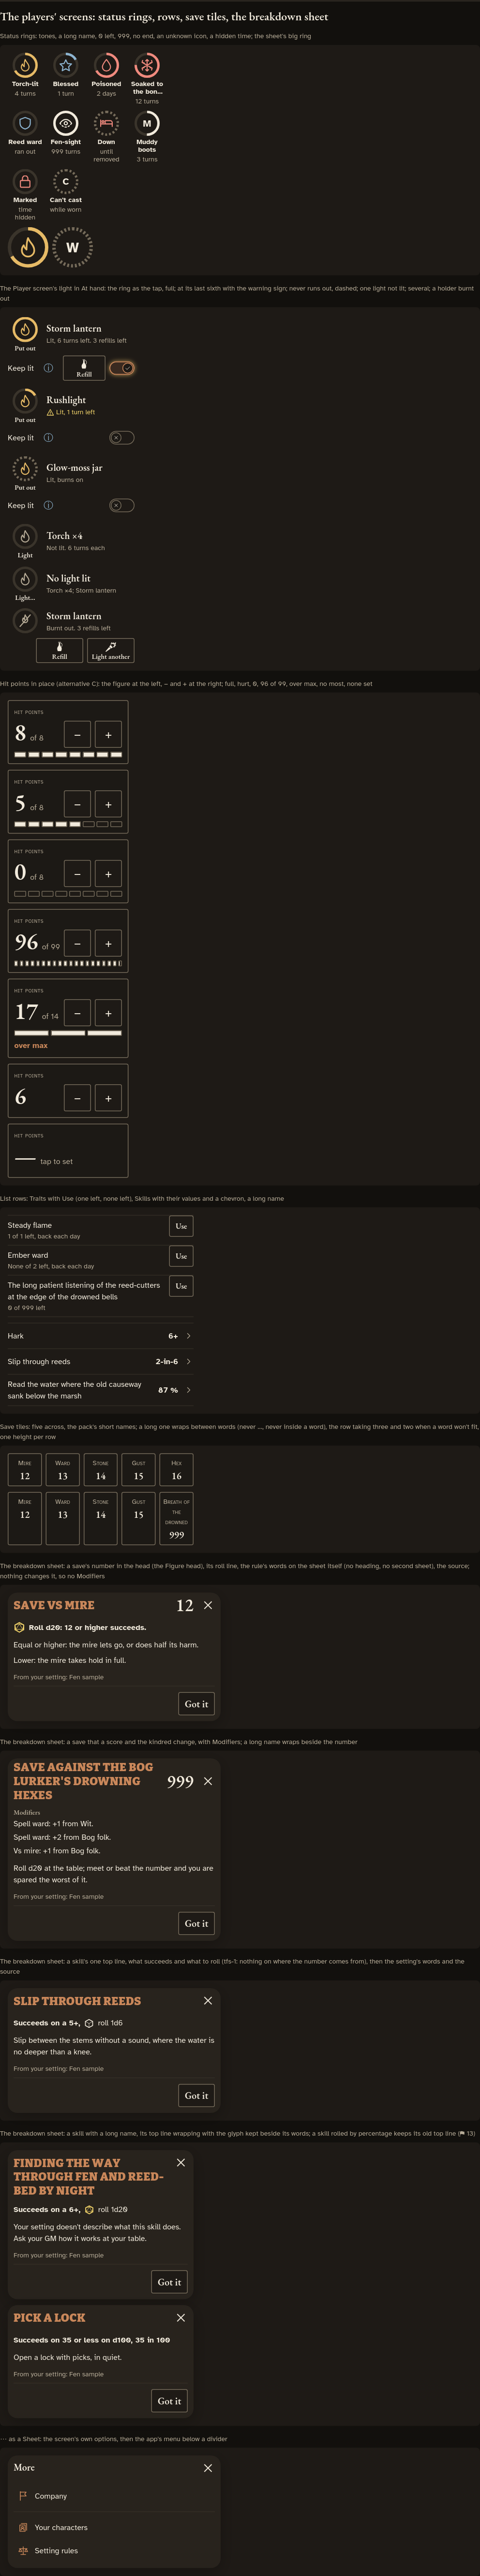 The players' screens: status rings, rows, save tiles, the breakdown sheet
Status rings: tones, a long name, 0 left, 999, no end, an unknown icon, a hidden time; the sheet's big ring
Torch-lit Blessed Poisoned Soaked to the bon...
4 turns 1 turn 2 days 12 turns
M
Reed ward Fen-sight Down Muddy boots
ran out 999 turns until removed 3 turns
C
Marked Can't cast
time hidden while worn
W
The Player screen's light in At hand: the ring as the tap, full; at its last sixth with the warning sign; never runs out, dashed; one light not lit; several; a holder burnt
out
Storm lantern
Lit, 6 turns left. 3 refills left
Put out
Keep lit
Refill
Rushlight
Lit, 1 turn left
Put out
Keep lit
Glow-moss jar
Lit, burns on
Put out
Keep lit
Torch ×4
Not lit. 6 turns each
Light
No light lit
Torch ×4; Storm lantern
Light...
Storm lantern
Burnt out. 3 refills left
Refill Light another
Hit points in place (alternative C): the figure at the left, − and + at the right; full, hurt, 0, 96 of 99, over max, no most, none set
HIT POINTS
8 of 8 − +
HIT POINTS
5 of 8 − +
HIT POINTS
0 of 8 − +
HIT POINTS
96 of 99 − +
HIT POINTS
17 of 14 − +
over max
HIT POINTS
6 − +
HIT POINTS
— tap to set
List rows: Traits with Use (one left, none left), Skills with their values and a chevron, a long name
Steady flame
1 of 1 left, back each day
Use
Ember ward
None of 2 left, back each day
Use
The long patient listening of the reed-cutters
at the edge of the drowned bells
0 of 999 left
Use
Hark 6+
Slip through reeds 2-in-6
Read the water where the old causeway
sank below the marsh
87 %
Save tiles: five across, the pack's short names; a long one wraps between words (never ..., never inside a word), the row taking three and two when a word won't fit,
one height per row
Mire Ward Stone Gust Hex
12 13 14 15 16
Mire Ward Stone Gust Breath of the drowned
12 13 14 15 999
The breakdown sheet: a save's number in the head (the Figure head), its roll line, the rule's words on the sheet itself (no heading, no second sheet), the source;
nothing changes it, so no Modifiers
SAVE VS MIRE 12
Roll d20: 12 or higher succeeds.
Equal or higher: the mire lets go, or does half its harm.
Lower: the mire takes hold in full.
From your setting: Fen sample
Got it
The breakdown sheet: a save that a score and the kindred change, with Modifiers; a long name wraps beside the number
SAVE AGAINST THE BOG
LURKER'S DROWNING
HEXES
999
Modifiers
Spell ward: +1 from Wit.
Spell ward: +2 from Bog folk.
Vs mire: +1 from Bog folk.
Roll d20 at the table; meet or beat the number and you are
spared the worst of it.
From your setting: Fen sample
Got it
The breakdown sheet: a skill's one top line, what succeeds and what to roll (tfs-1: nothing on where the number comes from), then the setting's words and the
source
SLIP THROUGH REEDS
Succeeds on a 5+, roll 1d6
Slip between the stems without a sound, where the water is
no deeper than a knee.
From your setting: Fen sample
Got it
The breakdown sheet: a skill with a long name, its top line wrapping with the glyph kept beside its words; a skill rolled by percentage keeps its old top line (⚑ 13)
FINDING THE WAY
THROUGH FEN AND REED-
BED BY NIGHT
Succeeds on a 6+, roll 1d20
Your setting doesn't describe what this skill does.
Ask your GM how it works at your table.
From your setting: Fen sample
Got it
PICK A LOCK
Succeeds on 35 or less on d100, 35 in 100
Open a lock with picks, in quiet.
From your setting: Fen sample
Got it
⋯ as a Sheet: the screen's own options, then the app's menu below a divider
More
Company
Your characters
Setting rules